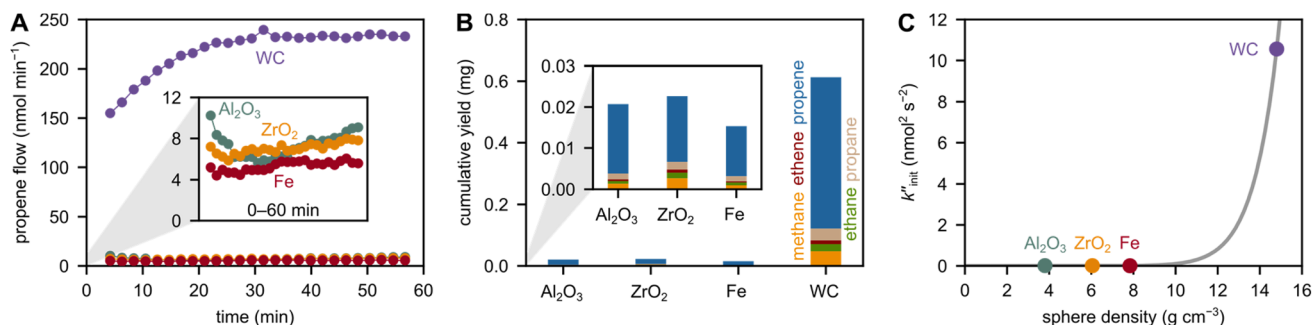 A
propene flow (nmol min⁻¹)
250
200
150
100
50
0
WC
12
8
4
0
Al₂O₃
ZrO₂
Fe
0–60 min
0 10 20 30 40 50 60
time (min)
B
cumulative yield (mg)
0.8
0.6
0.4
0.2
0.0
0.03
0.02
0.01
0.00
Al₂O₃ ZrO₂ Fe
methane ethene propene
ethane propane
Al₂O₃ ZrO₂ Fe WC
C
k″init (nmol² s⁻²)
12
10
8
6
4
2
0
WC
Al₂O₃ ZrO₂ Fe
0 2 4 6 8 10 12 14 16
sphere density (g cm⁻³)